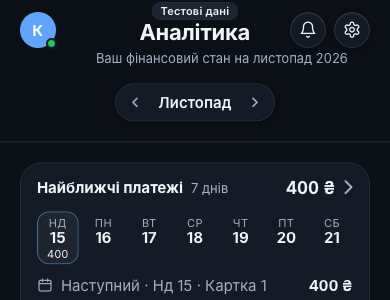 Тестові дані
К
Аналітика
Ваш фінансовий стан на листопад 2026
Листопад
Найближчі платежі 7 днів 400 ₴
НД ПН ВТ СР ЧТ ПТ СБ
15 16 17 18 19 20 21
400
Наступний · Нд 15 · Картка 1 400 ₴